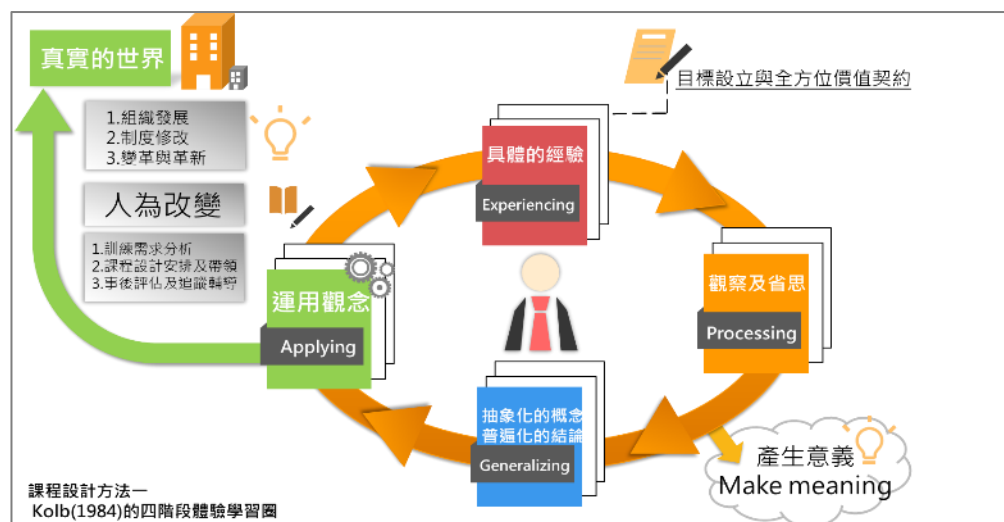 真實的世界
1.組織發展
2.制度修改
3.變革與革新
人為改變
1.訓練需求分析
2.課程設計安排及帶領
3.事後評估及追蹤輔導
目標設立與全方位價值契約
具體的經驗
Experiencing
觀察及省思
Processing
運用觀念
Applying
抽象化的概念
普遍化的結論
Generalizing
產生意義
Make meaning
課程設計方法一
Kolb(1984)的四階段體驗學習圈